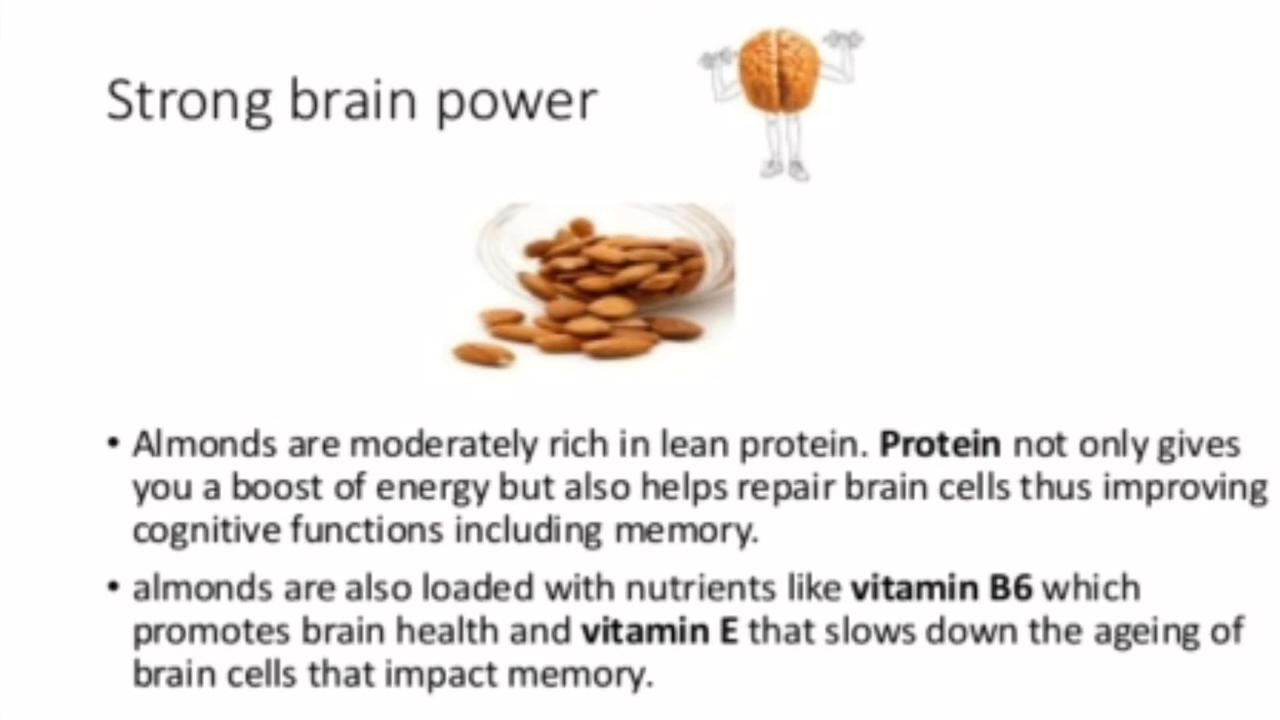 Strong brain power
• Almonds are moderately rich in lean protein. Protein not only gives
you a boost of energy but also helps repair brain cells thus improving
cognitive functions including memory.
• almonds are also loaded with nutrients like vitamin B6 which
promotes brain health and vitamin E that slows down the ageing of
brain cells that impact memory.